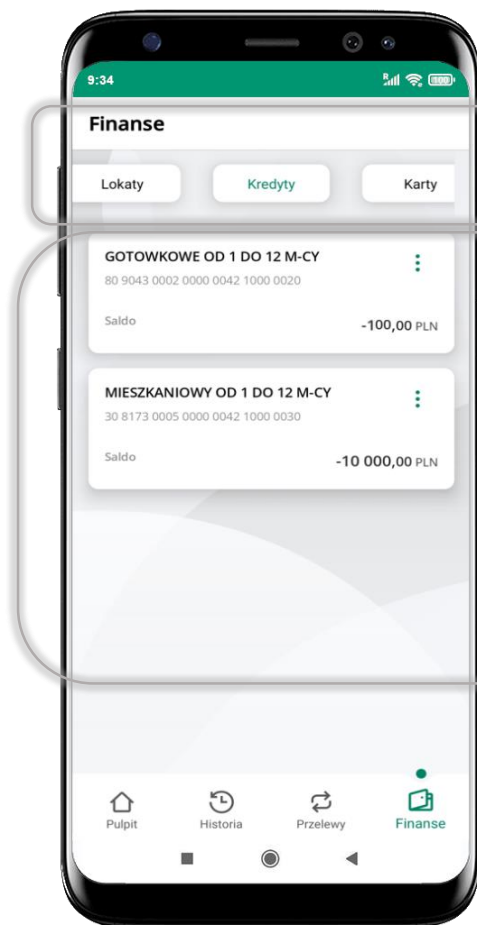 9:34
Finanse
Lokaty Kredyty Karty
GOTOWKOWE OD 1 DO 12 M-CY
80 9043 0002 0000 0042 1000 0020
Saldo -100,00 PLN
MIESZKANIOWY OD 1 DO 12 M-CY
30 8173 0005 0000 0042 1000 0030
Saldo -10 000,00 PLN
Pulpit Historia Przelewy Finanse